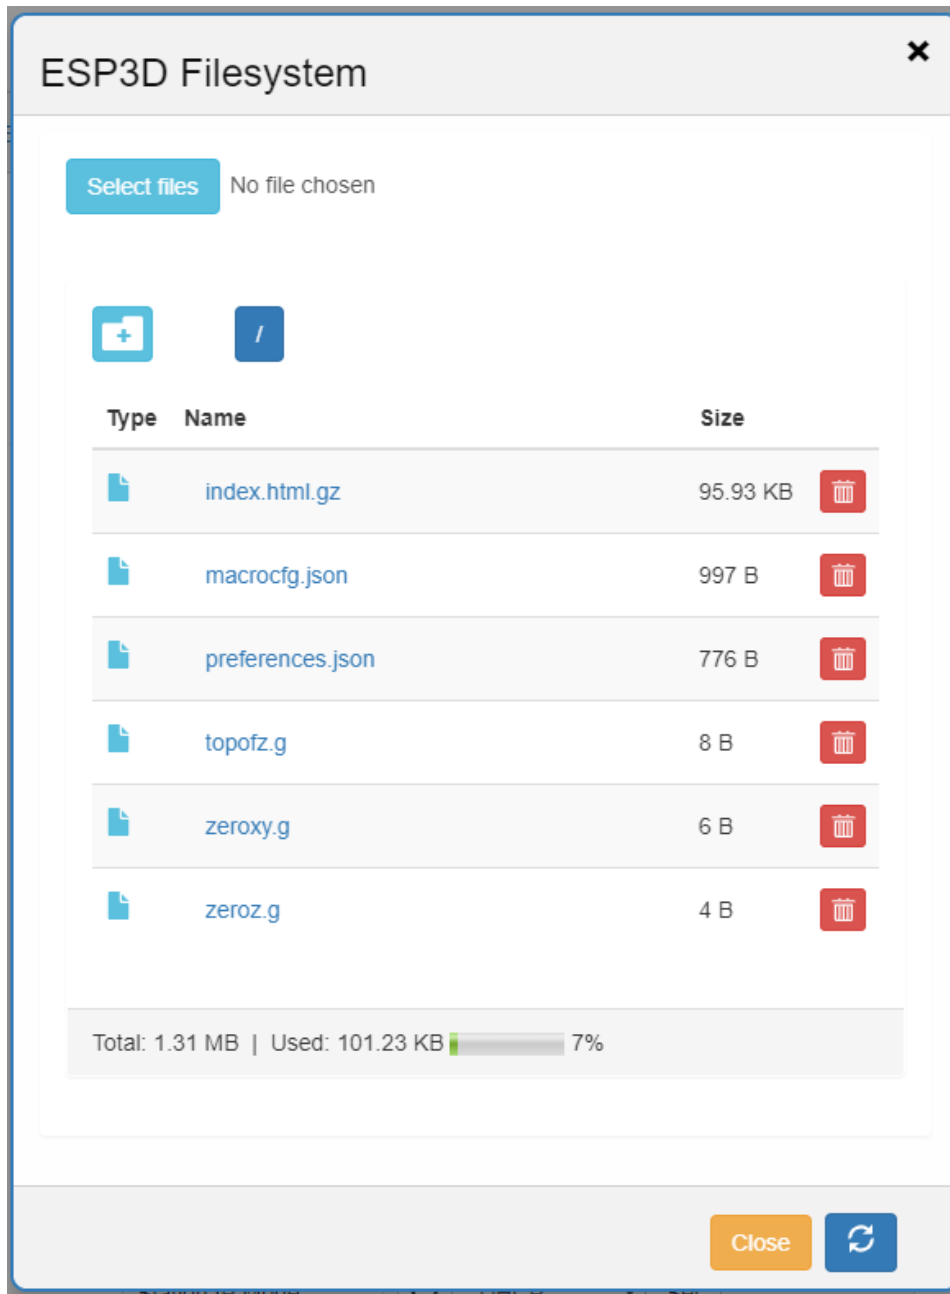 ESP3D Filesystem
Select files No file chosen
/
Type Name Size
index.html.gz 95.93 KB
macrocfg.json 997 B
preferences.json 776 B
topofz.g 8 B
zeroxy.g 6 B
zeroz.g 4 B
Total: 1.31 MB | Used: 101.23 KB 7%
Close